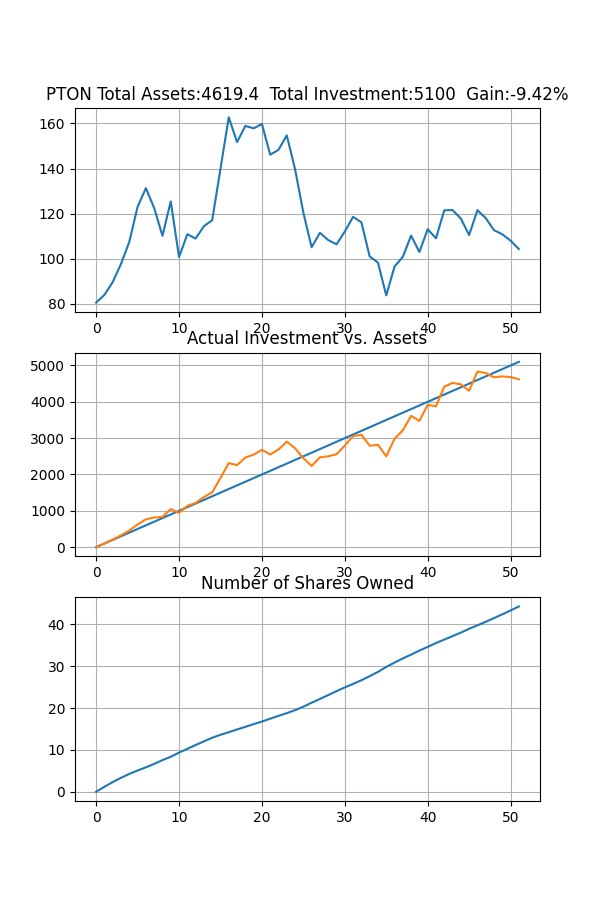 PTON Total Assets:4619.4  Total Investment:5100  Gain:-9.42%
160
140
120
100
80
0 10 20 30 40 50
Actual Investment vs. Assets
5000
4000
3000
2000
1000
0
0 10 20 30 40 50
Number of Shares Owned
40
30
20
10
0
0 10 20 30 40 50